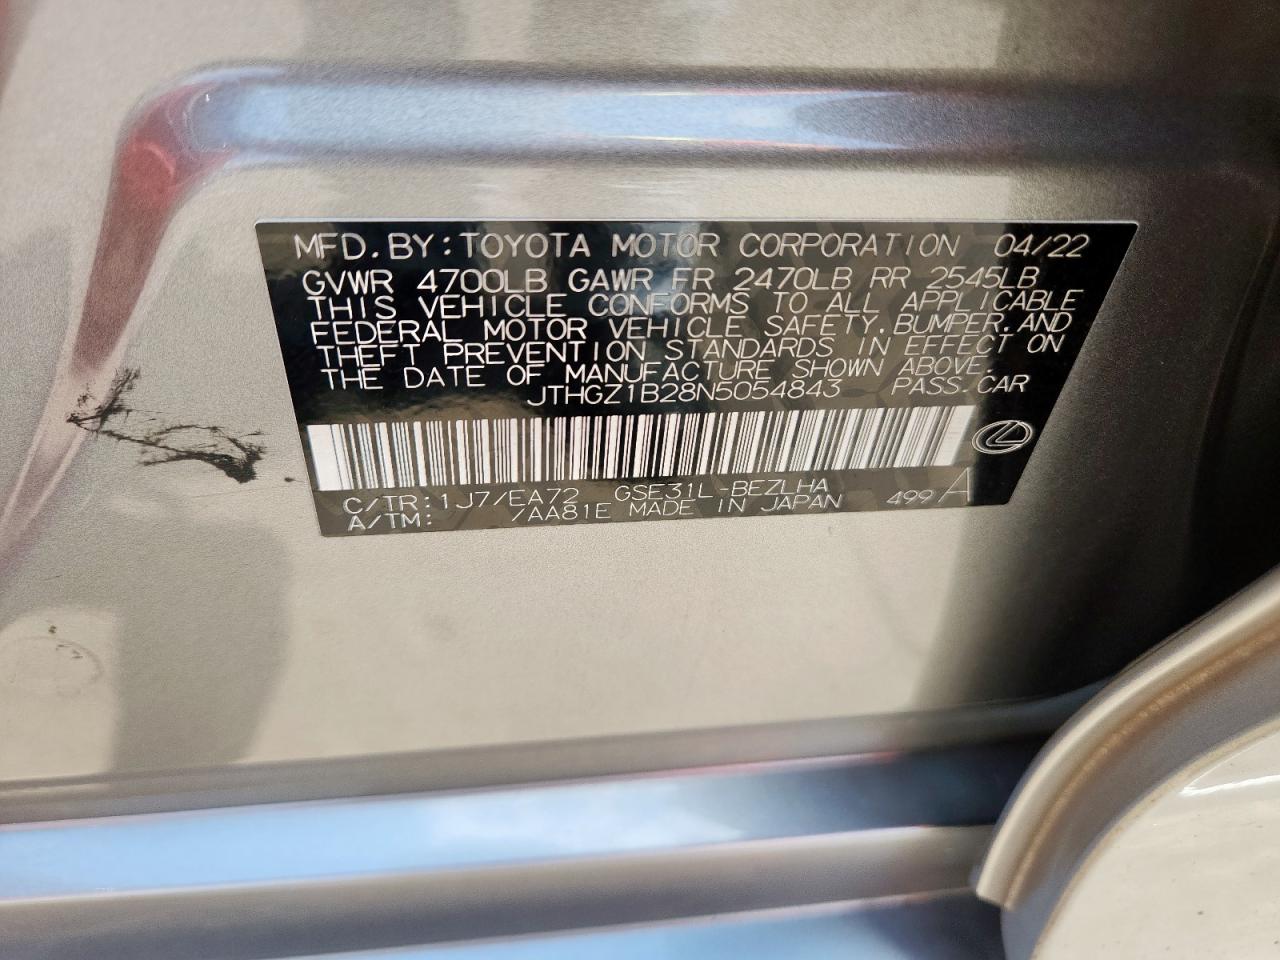 MFD. BY: TOYOTA MOTOR CORPORATION 04/22
GVWR 4700LB GAWR FR 2470LB RR 2545LB
THIS VEHICLE CONFORMS TO ALL APPLICABLE
FEDERAL MOTOR VEHICLE SAFETY, BUMPER, AND
THEFT PREVENTION STANDARDS IN EFFECT ON
THE DATE OF MANUFACTURE SHOWN ABOVE.
JTHGZ1B28N5054843 PASS. CAR
C/TR: 1J7/EA72 GSE31L-BEZLHA
A/TM: /AA81E MADE IN JAPAN 499 A